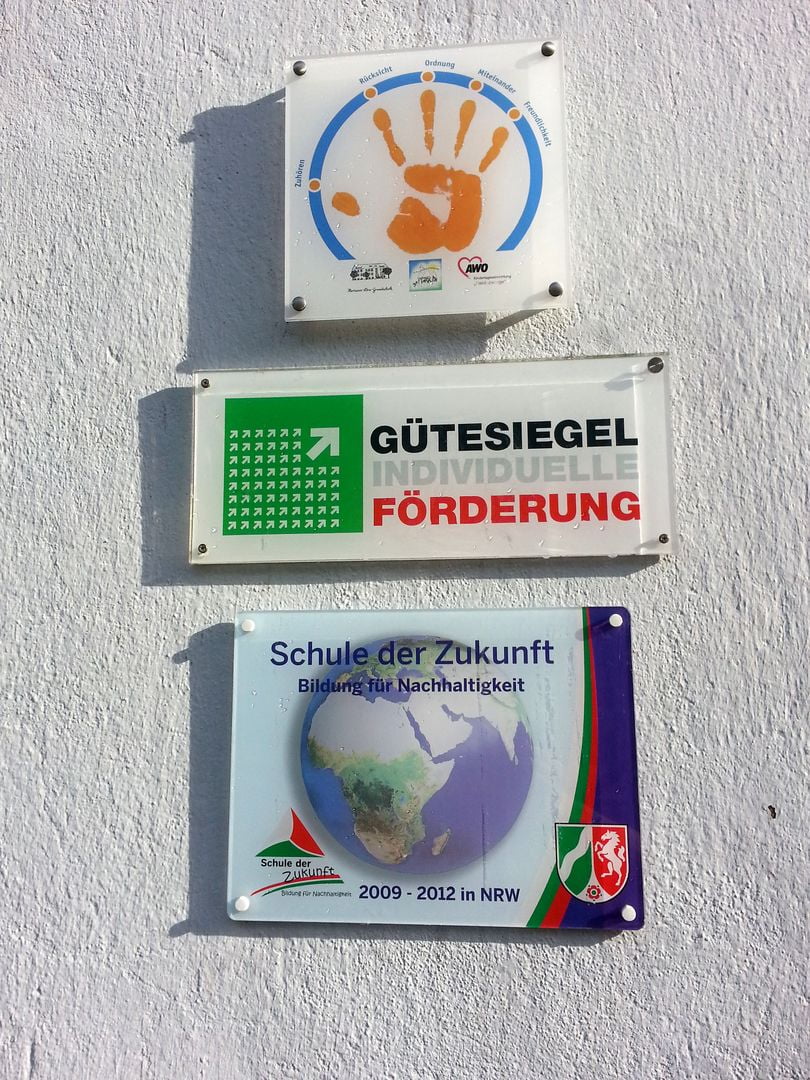 Zuhören
Rücksicht
Ordnung
Miteinander
Freundlichkeit
AWO
GÜTESIEGEL
INDIVIDUELLE
FÖRDERUNG
Schule der Zukunft
Bildung für Nachhaltigkeit
Schule der
Zukunft
Bildung für Nachhaltigkeit
2009 - 2012 in NRW